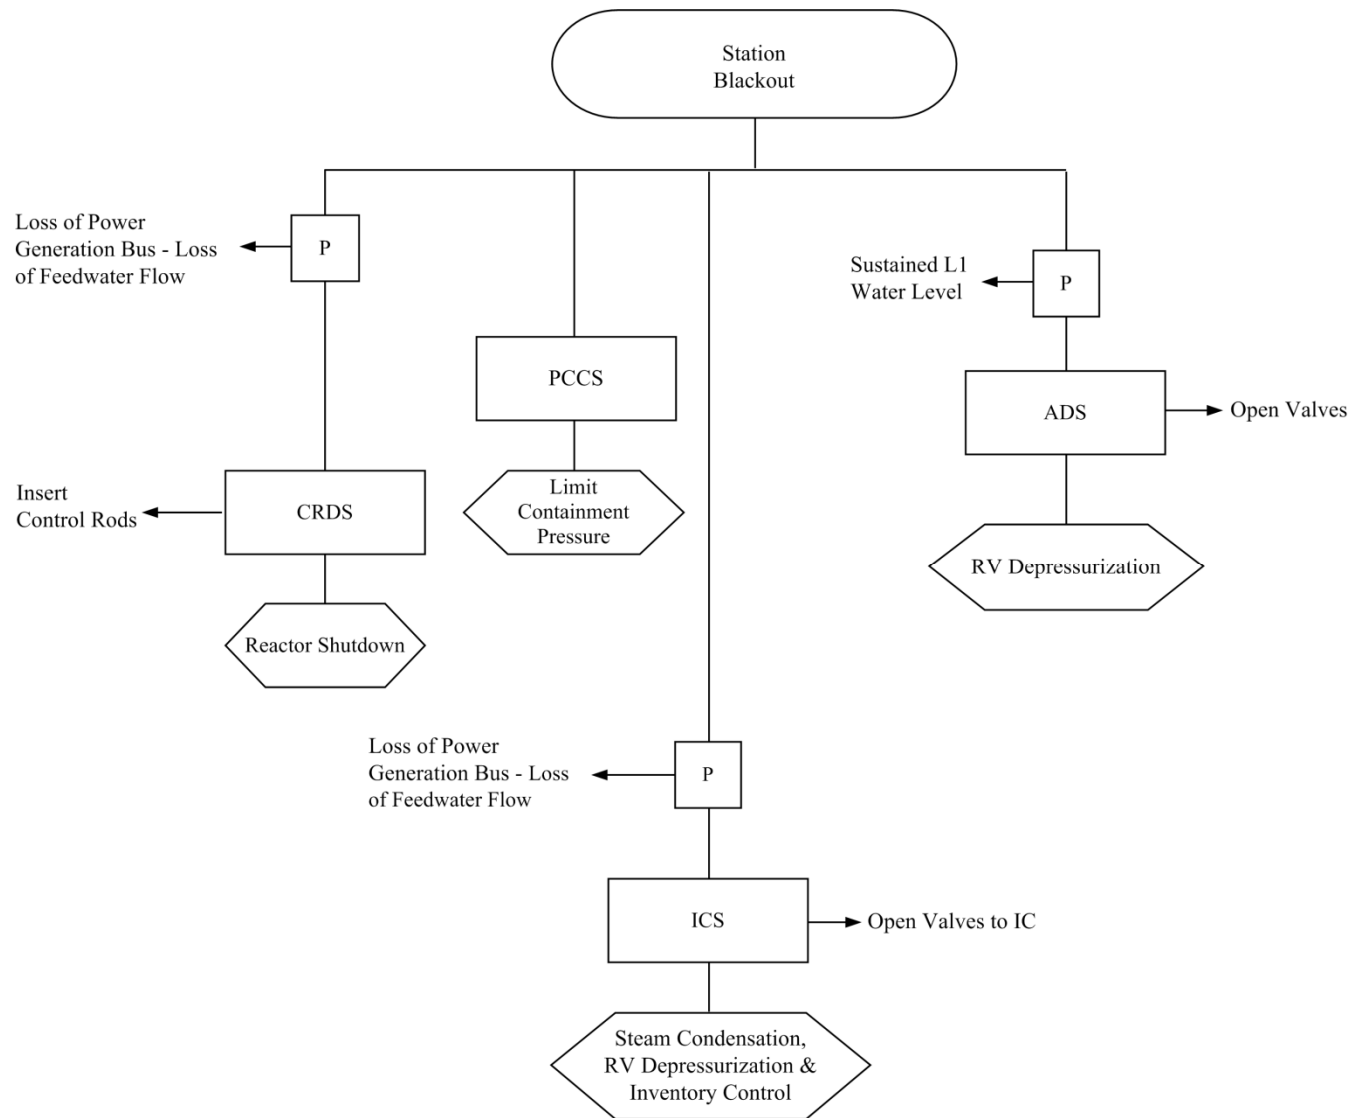 Station
Blackout
Loss of Power
Generation Bus - Loss
of Feedwater Flow
P
Sustained L1
Water Level
P
PCCS
ADS
Open Valves
Insert
Control Rods
CRDS
Limit
Containment
Pressure
RV Depressurization
Reactor Shutdown
Loss of Power
Generation Bus - Loss
of Feedwater Flow
P
ICS
Open Valves to IC
Steam Condensation,
RV Depressurization &
Inventory Control